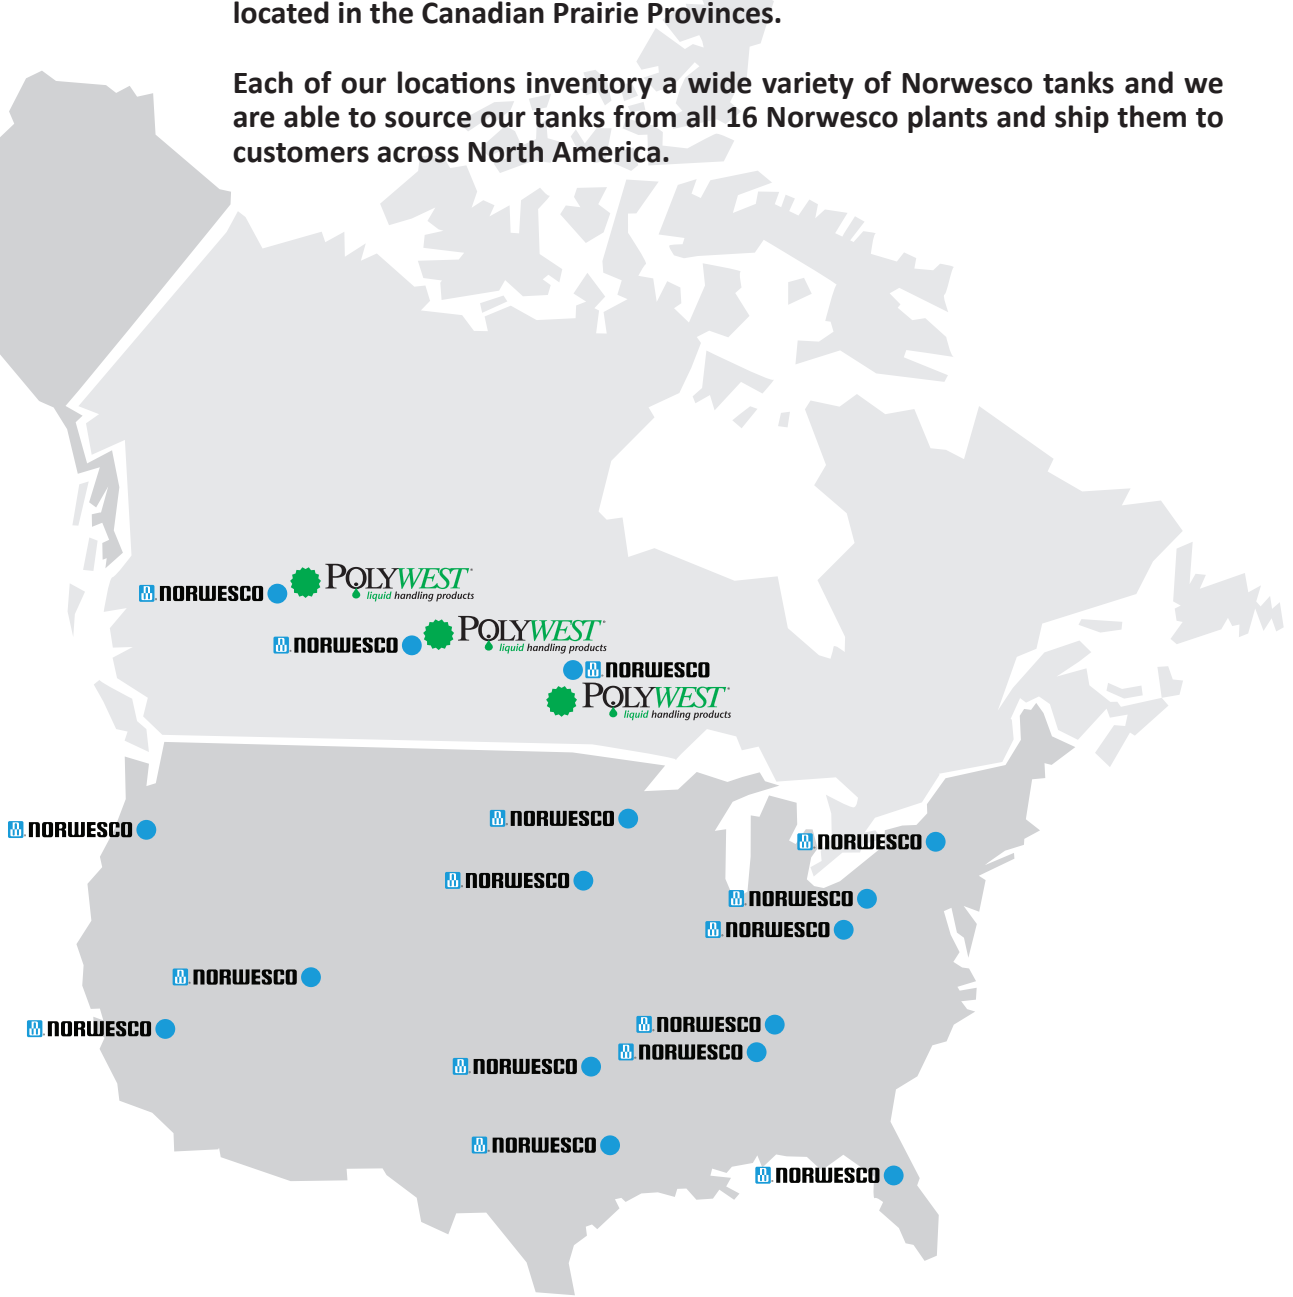 located in the Canadian Prairie Provinces.
Each of our locations inventory a wide variety of Norwesco tanks and we
are able to source our tanks from all 16 Norwesco plants and ship them to
customers across North America.
POLYWEST
liquid handling products
NORWESCO
POLYWEST
liquid handling products
NORWESCO
NORWESCO
POLYWEST
liquid handling products
NORWESCO
NORWESCO
NORWESCO
NORWESCO
NORWESCO
NORWESCO
NORWESCO
NORWESCO
NORWESCO
NORWESCO
NORWESCO
NORWESCO
NORWESCO